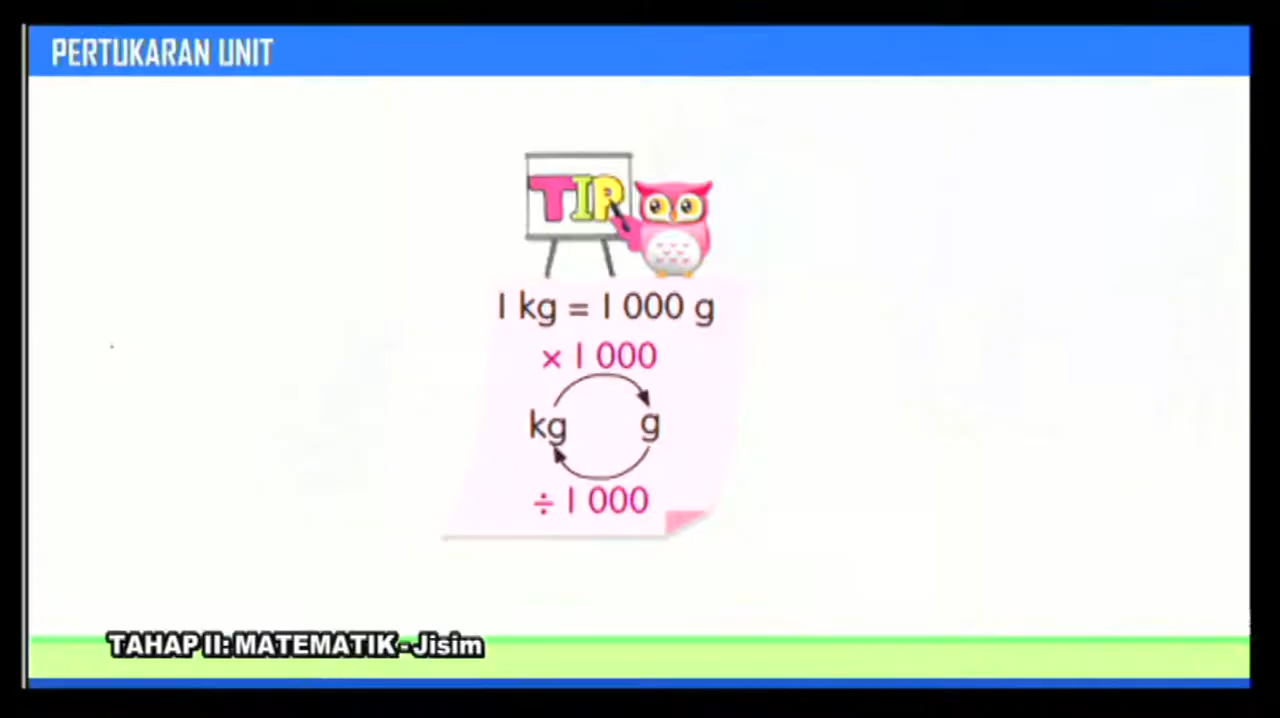 PERTUKARAN UNIT
TIP
1 kg = 1 000 g
× 1 000
kg g
÷ 1 000
TAHAP II: MATEMATIK - Jisim